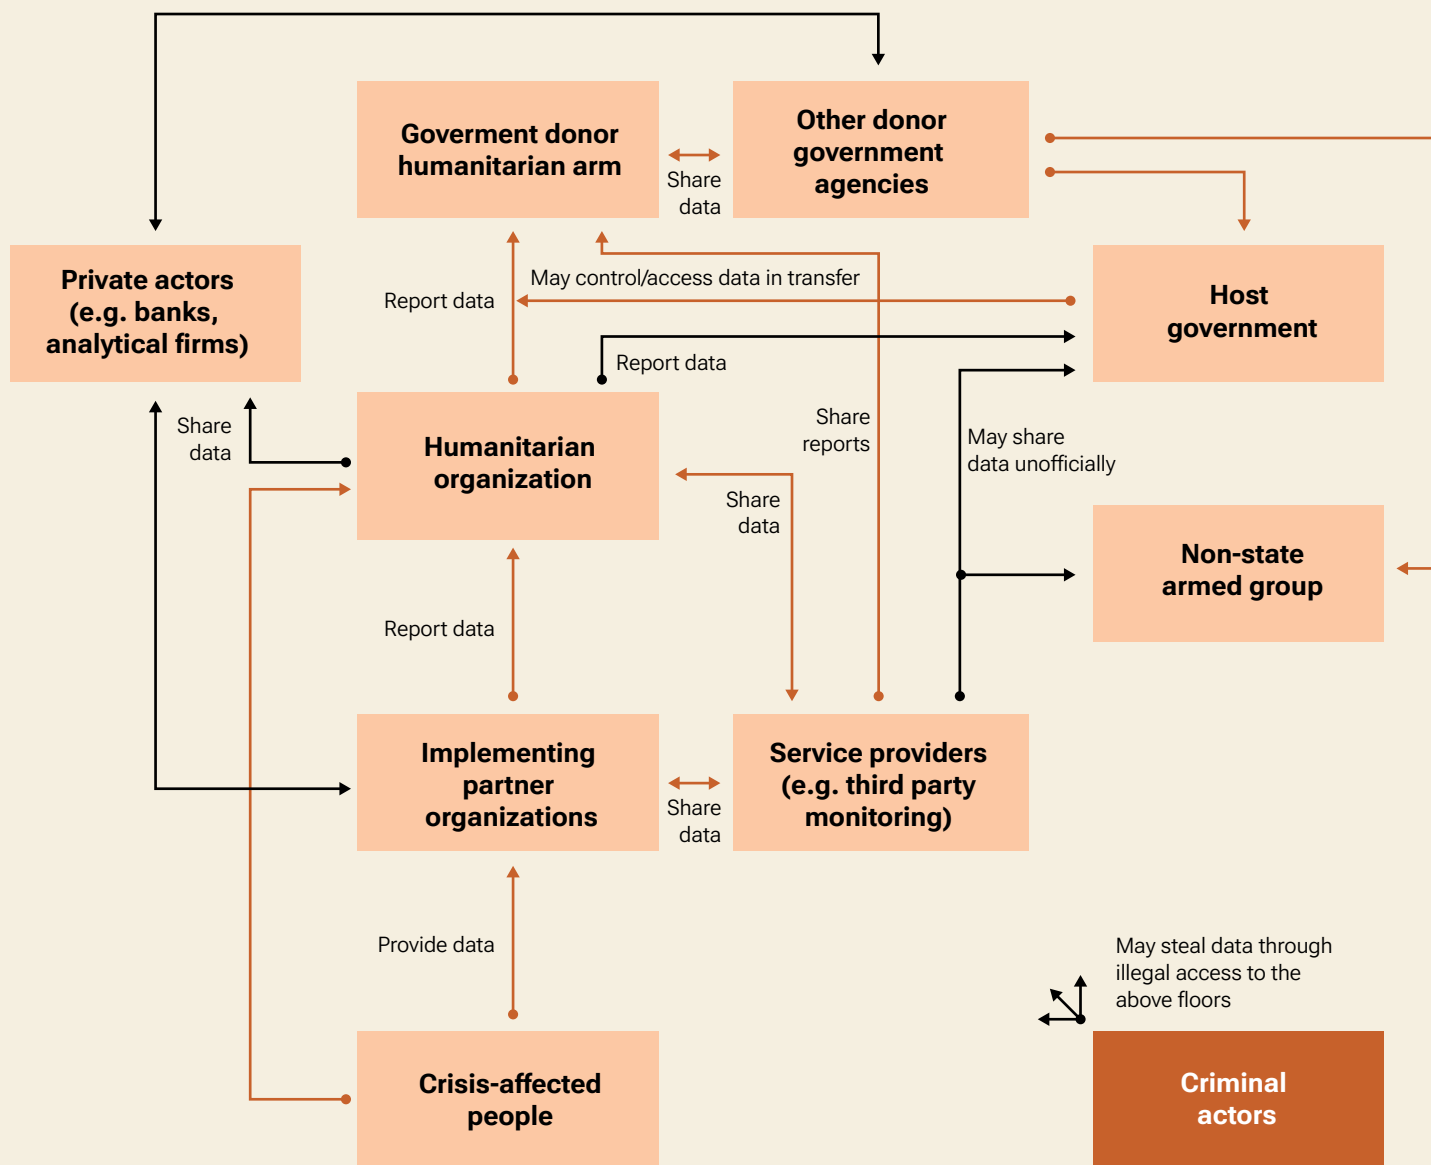 Goverment donor
humanitarian arm
Share
data
Other donor
government
agencies
Private actors
(e.g. banks,
analytical firms)
Report data
May control/access data in transfer
Host
government
Report data
Share
data
Humanitarian
organization
Share
reports
May share
data unofficially
Share
data
Non-state
armed group
Report data
Implementing
partner
organizations
Share
data
Service providers
(e.g. third party
monitoring)
Provide data
May steal data through
illegal access to the
above floors
Crisis-affected
people
Criminal
actors